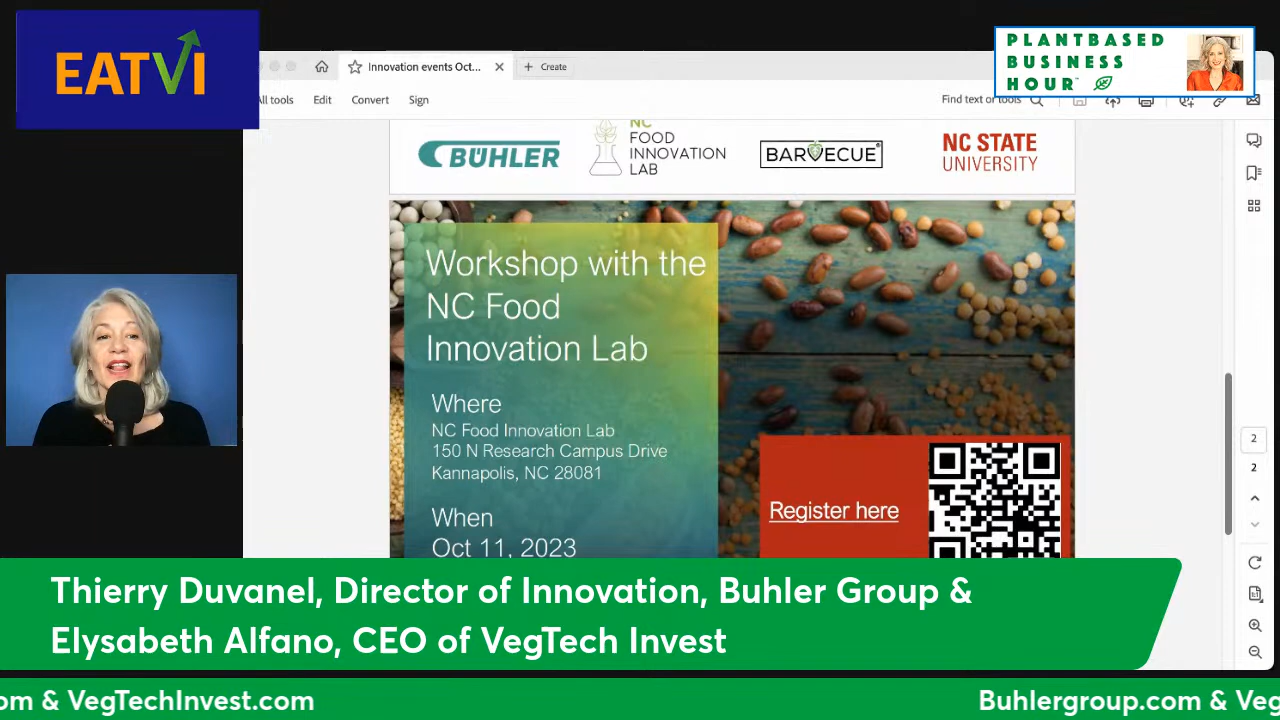 EATVI
PLANTBASED
BUSINESS
HOUR
Innovation events Oct...
Create
All tools
Edit
Convert
Sign
Find text or tools
BÜHLER
NC
FOOD
INNOVATION
LAB
BARVECUE
NC STATE
UNIVERSITY
Workshop with the
NC Food
Innovation Lab
Where
NC Food Innovation Lab
150 N Research Campus Drive
Kannapolis, NC 28081
When
Oct 11, 2023
Register here
2
2
Thierry Duvanel, Director of Innovation, Buhler Group &
Elysabeth Alfano, CEO of VegTech Invest
om & VegTechInvest.com
Buhlergroup.com & Veg